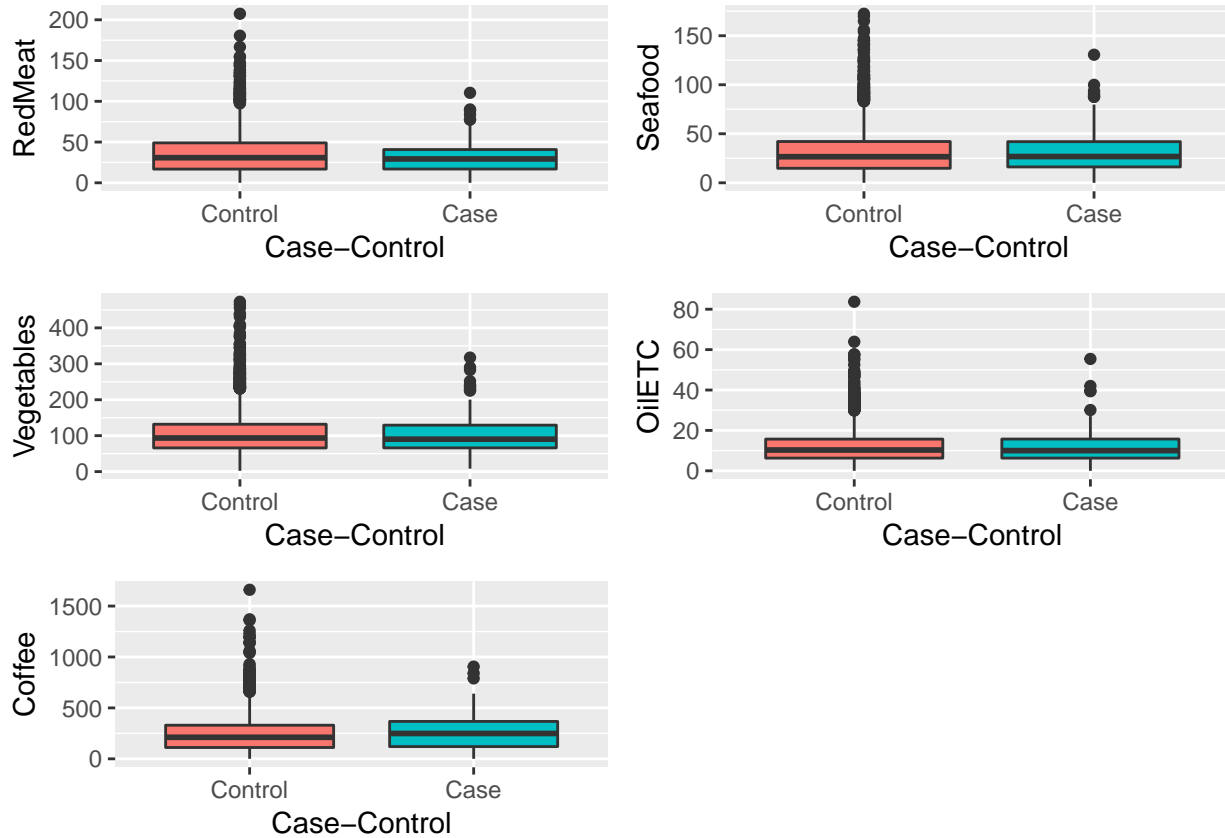 RedMeat
200
150
100
50
0
Control Case
Case−Control
Seafood
150
100
50
0
Control Case
Case−Control
Vegetables
400
300
200
100
0
Control Case
Case−Control
OilETC
80
60
40
20
0
Control Case
Case−Control
Coffee
1500
1000
500
0
Control Case
Case−Control